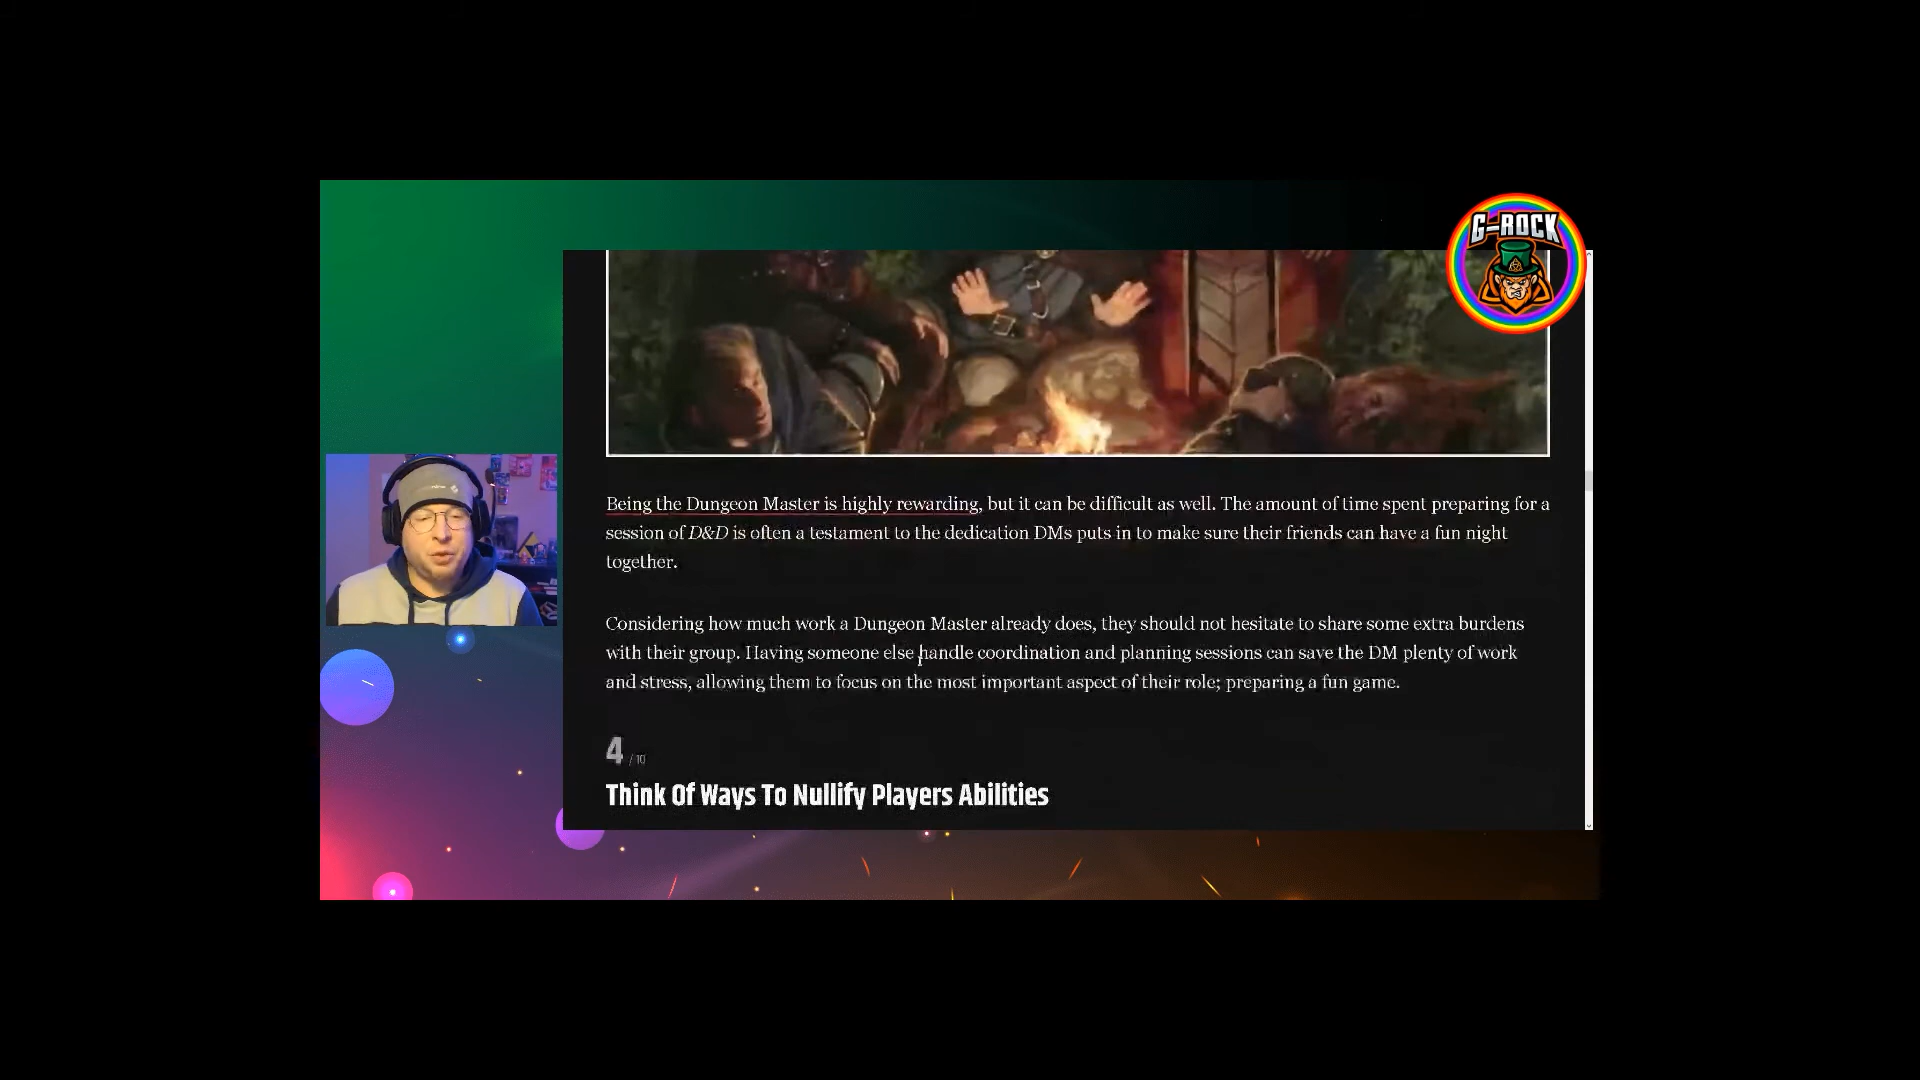 G-ROCK
Being the Dungeon Master is highly rewarding, but it can be difficult as well. The amount of time spent preparing for a
session of D&D is often a testament to the dedication DMs puts in to make sure their friends can have a fun night
together.
Considering how much work a Dungeon Master already does, they should not hesitate to share some extra burdens
with their group. Having someone else handle coordination and planning sessions can save the DM plenty of work
and stress, allowing them to focus on the most important aspect of their role; preparing a fun game.
4 / 10
Think Of Ways To Nullify Players Abilities